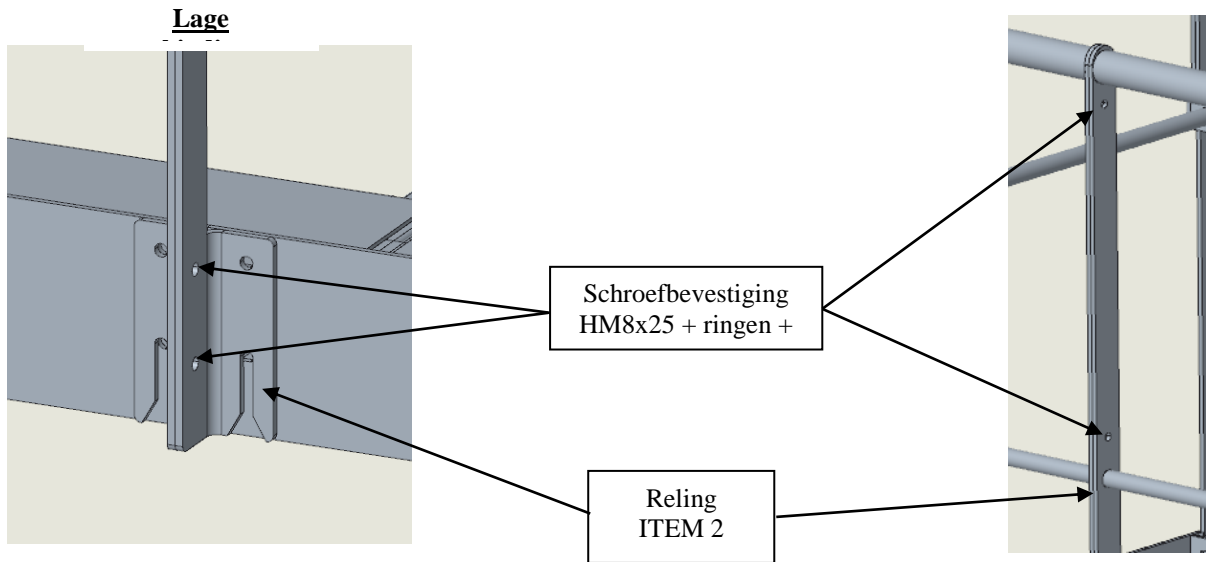 Lage
Schroefbevestiging
HM8x25 + ringen +
Reling
ITEM 2